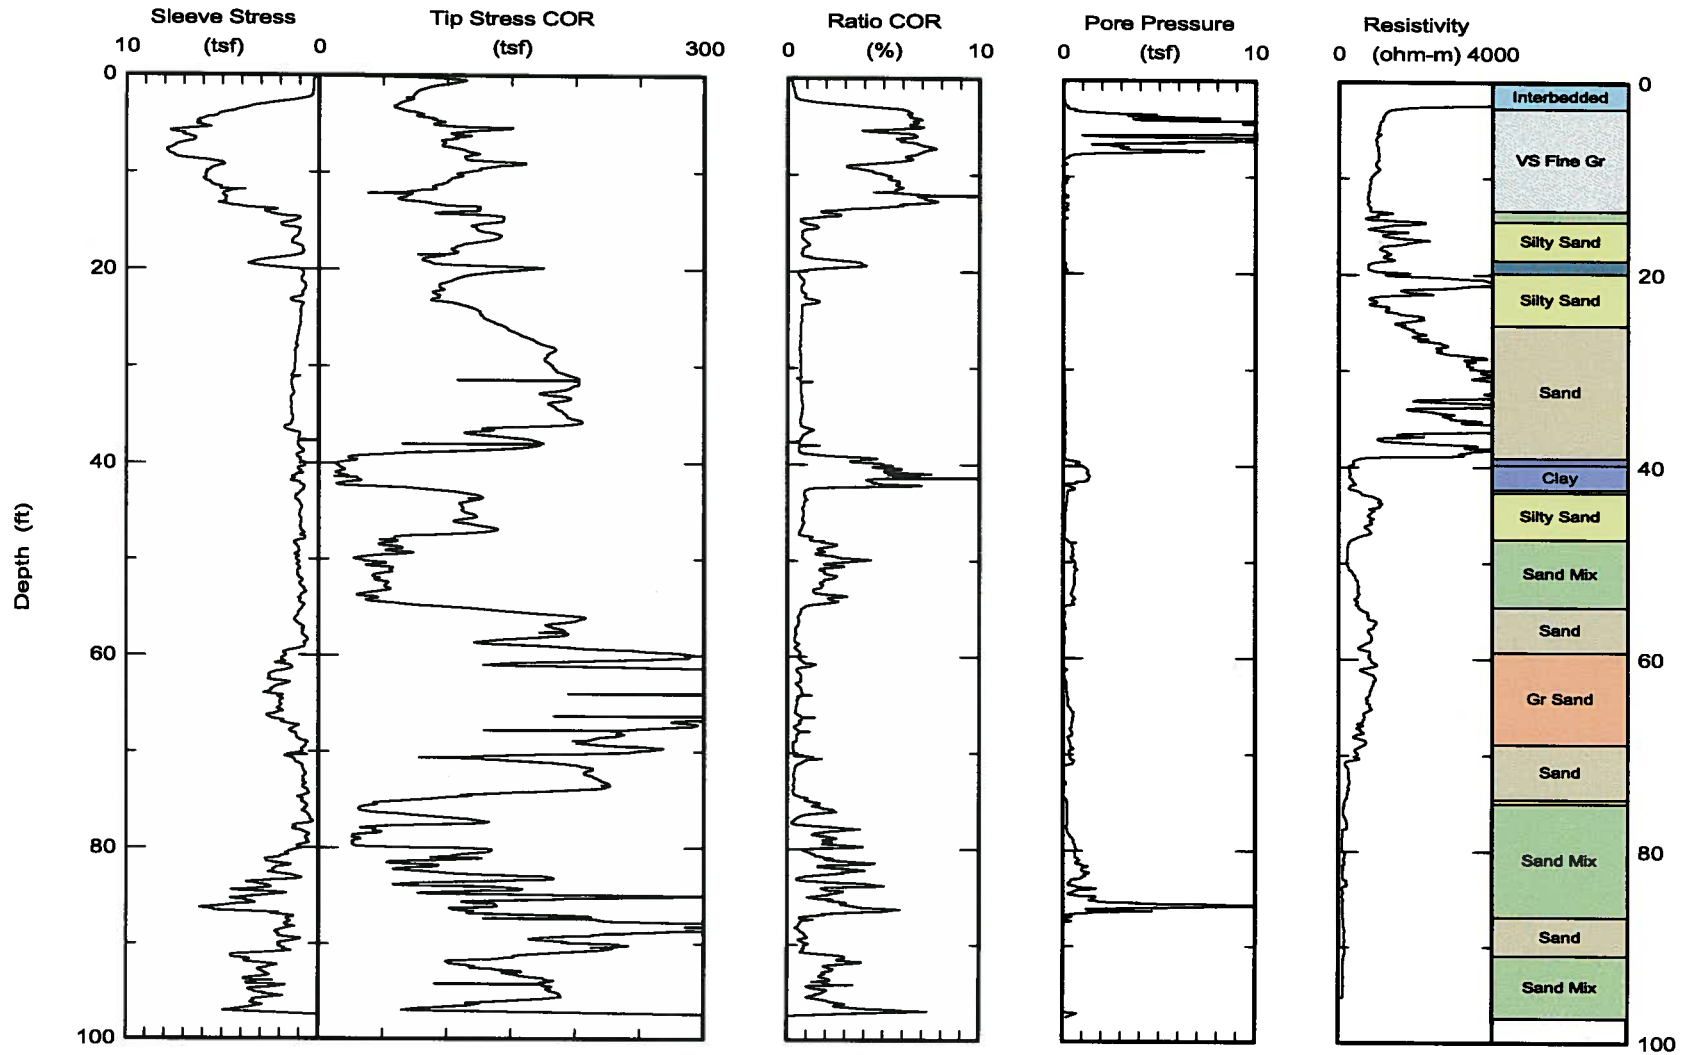 Sleeve Stress
(tsf)
10
0
Tip Stress COR
(tsf)
300
Ratio COR
(%)
0
10
Pore Pressure
(tsf)
0
10
Resistivity
(ohm-m)
0
4000
Depth (ft)
0
20
40
60
80
100
0
20
40
60
80
100
Interbedded
VS Fine Gr
Silty Sand
Silty Sand
Sand
Clay
Silty Sand
Sand Mix
Sand
Gr Sand
Sand
Sand Mix
Sand
Sand Mix